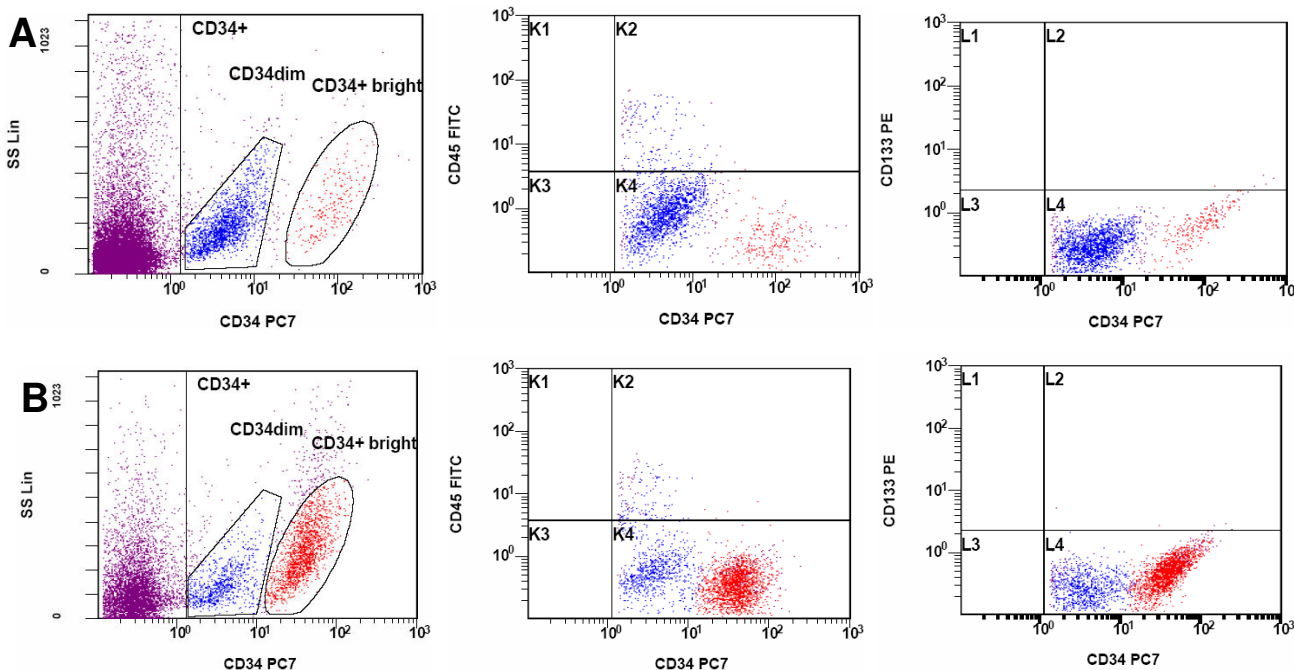 A
CD34+
CD34dim
CD34+ bright
1023
SS Lin
0
10⁰ 10¹ 10² 10³
CD34 PC7
K1 K2
K3 K4
10³
10²
10¹
10⁰
CD45 FITC
10⁰ 10¹ 10² 10³
CD34 PC7
L1 L2
L3 L4
10³
10²
10¹
10⁰
CD133 PE
10⁰ 10¹ 10² 10
CD34 PC7
B
CD34+
CD34dim
CD34+ bright
1023
SS Lin
0
10⁰ 10¹ 10² 10³
CD34 PC7
K1 K2
K3 K4
10³
10²
10¹
10⁰
CD45 FITC
10⁰ 10¹ 10² 10³
CD34 PC7
L1 L2
L3 L4
10³
10²
10¹
10⁰
CD133 PE
10⁰ 10¹ 10² 10³
CD34 PC7